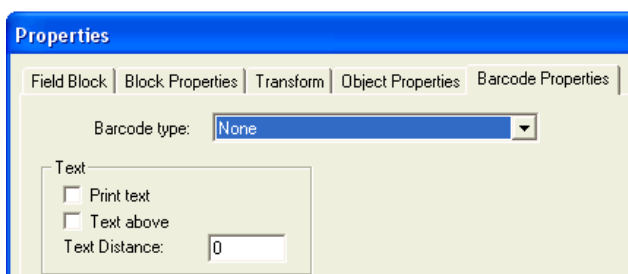 Properties
Field Block Block Properties Transform Object Properties Barcode Properties
Barcode type: None
Text
Print text
Text above
Text Distance: 0